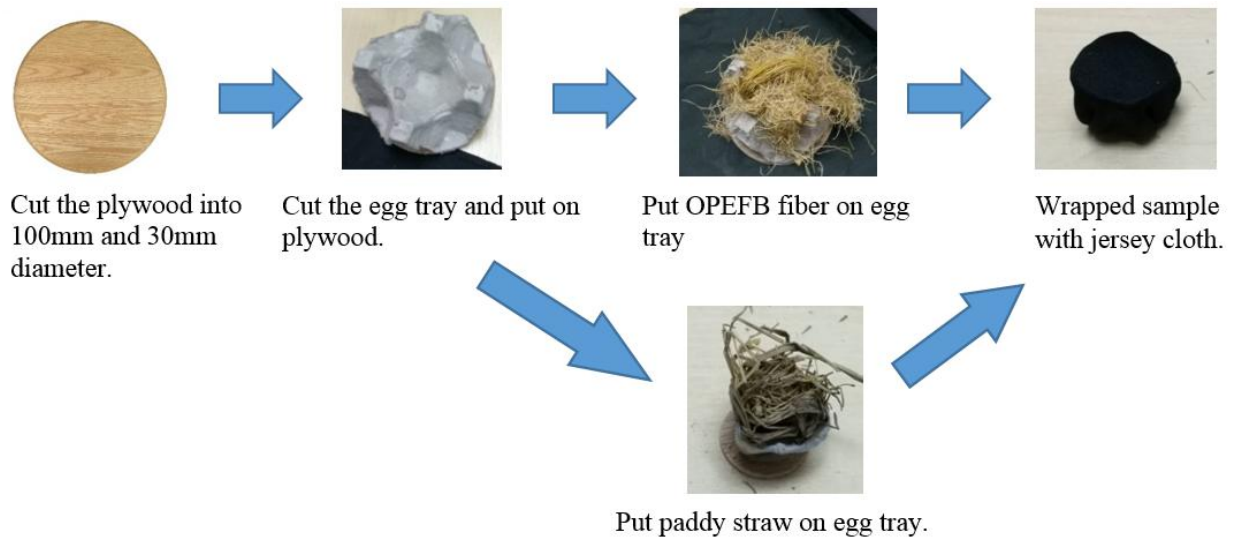 Cut the plywood into
100mm and 30mm
diameter.
Cut the egg tray and put on
plywood.
Put OPEFB fiber on egg
tray
Wrapped sample
with jersey cloth.
Put paddy straw on egg tray.